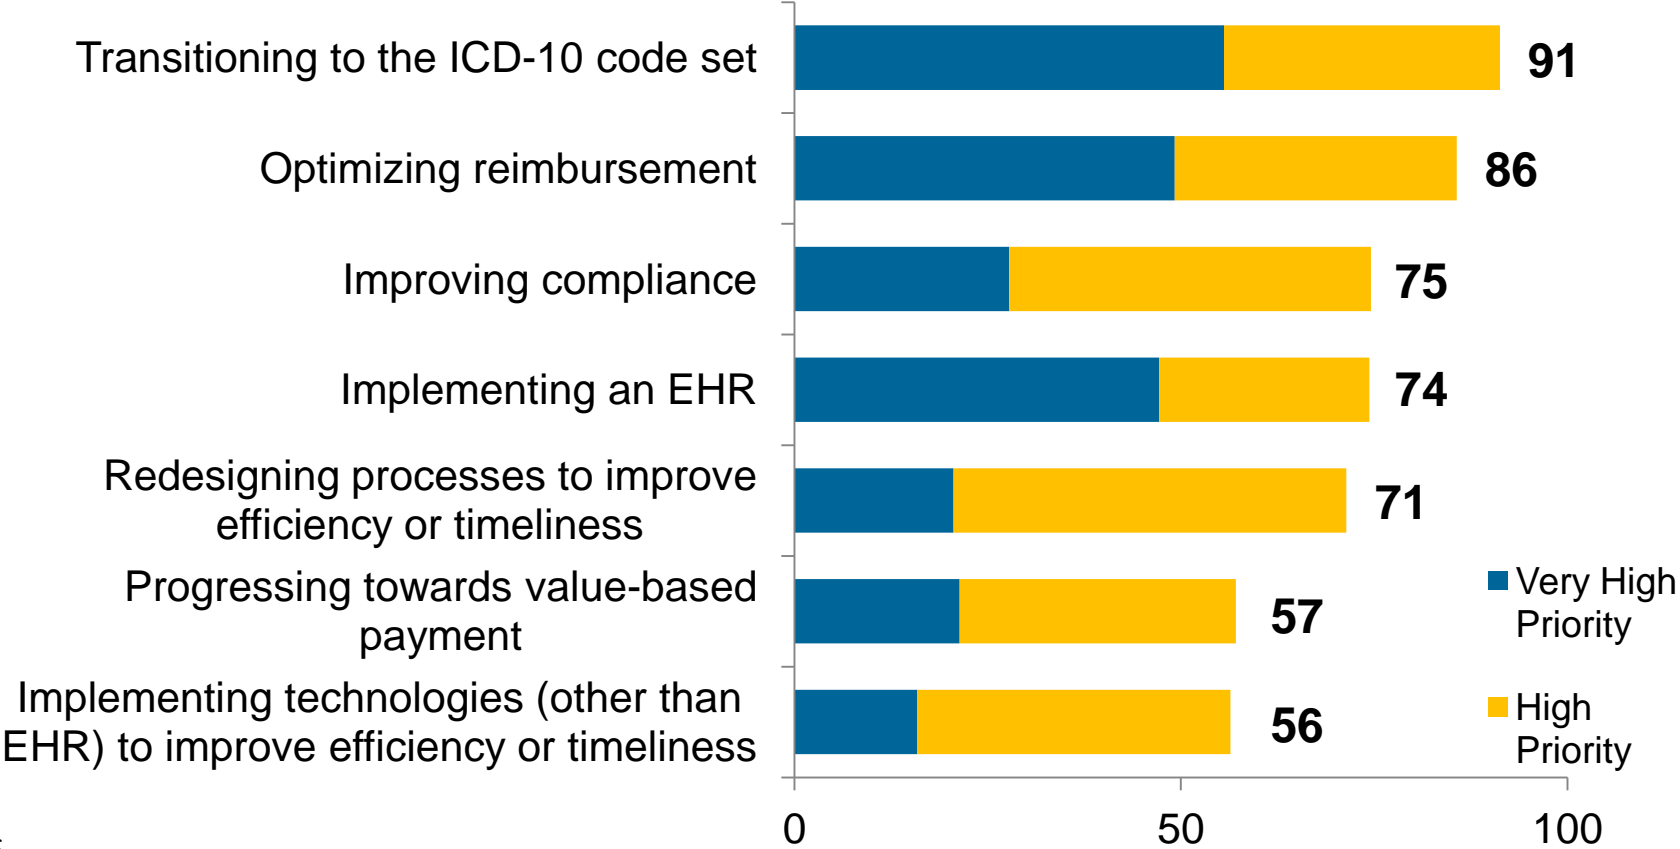 Transitioning to the ICD-10 code set
91
Optimizing reimbursement
86
Improving compliance
75
Implementing an EHR
74
Redesigning processes to improve
efficiency or timeliness
71
Progressing towards value-based
payment
57
Implementing technologies (other than
EHR) to improve efficiency or timeliness
56
Very High
Priority
High
Priority
0 50 100